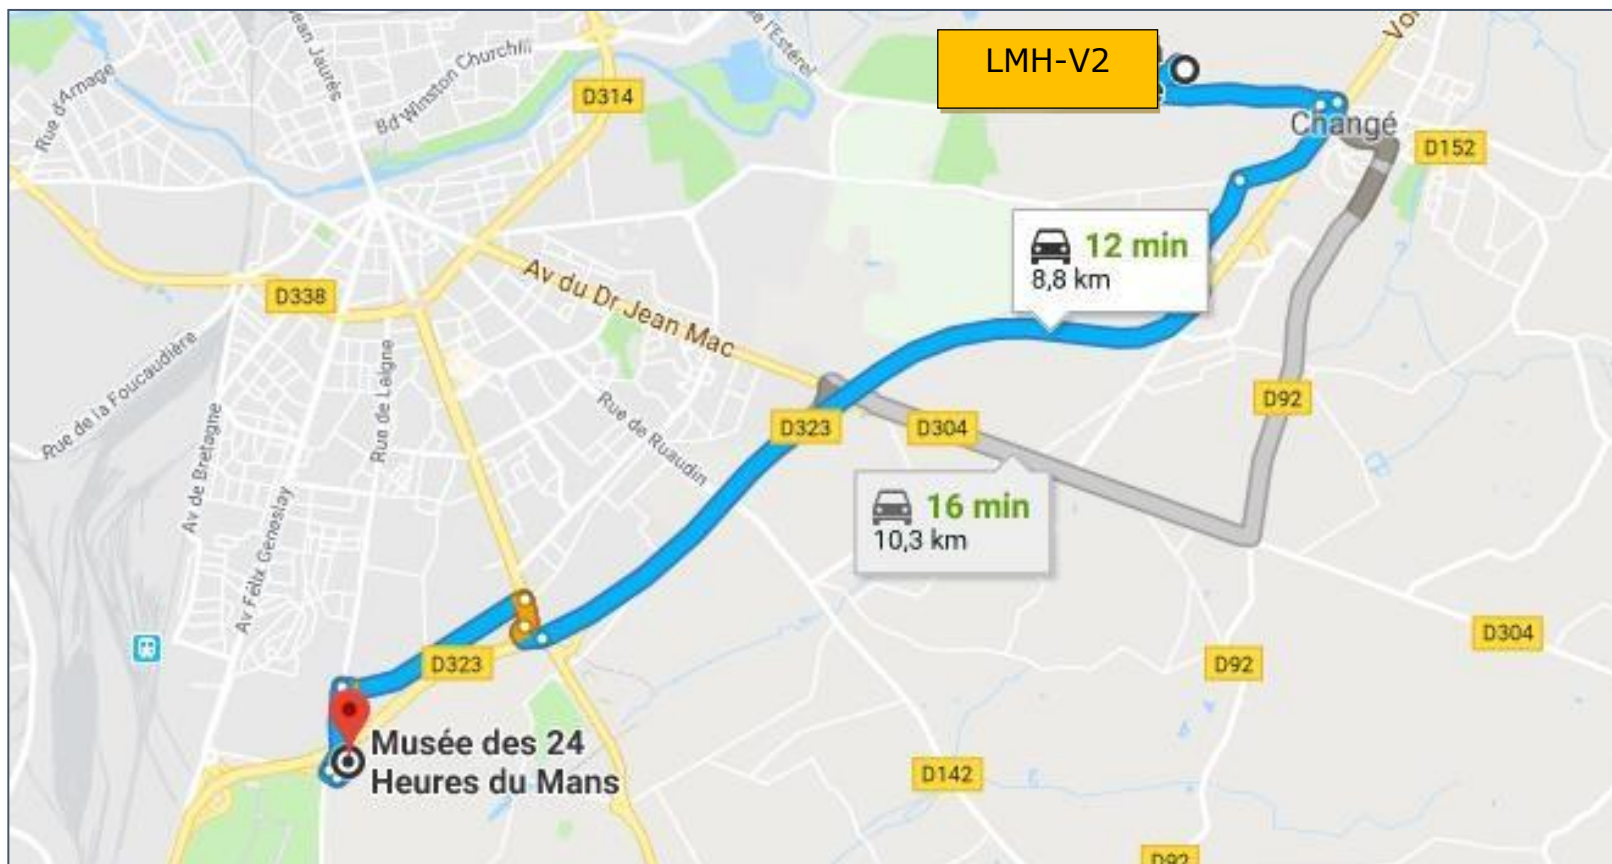 Jean Jaurès
Rue d'Arnage
Bd Winston Churchill
D314
de l'Estérel
LMH-V2
Changé
D152
12 min
8,8 km
D338
Av du Dr Jean Mac
D92
Rue de la Foucaudière
Av de Bretagne
Rue de Laigne
Rue de Ruaudin
D323
D304
16 min
10,3 km
Av Félix Geneslay
D323
D92
D304
Musée des 24
Heures du Mans
D142
D92